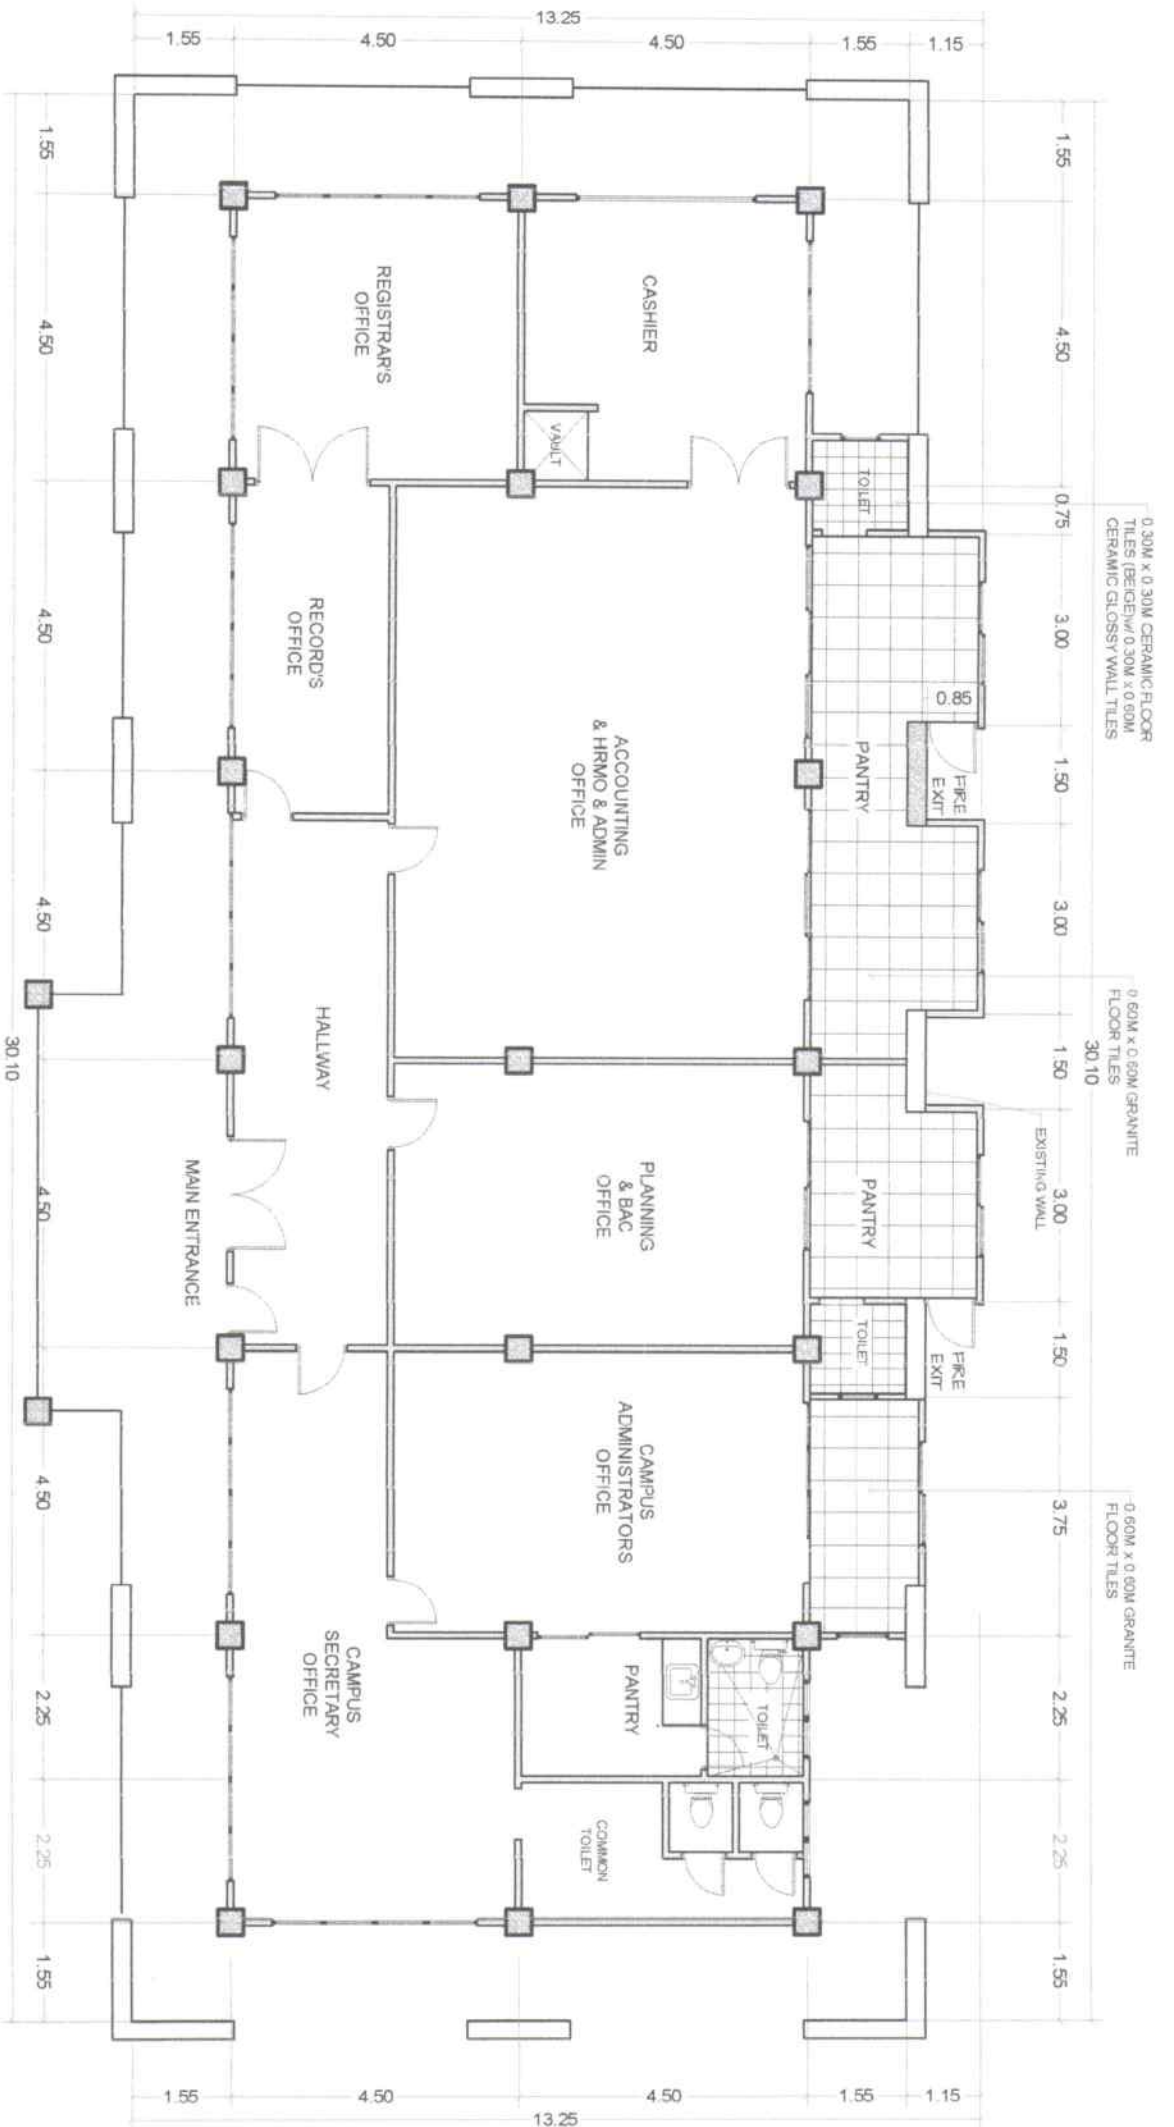 13.25
1.55
4.50
4.50
1.55
1.15
1.55
4.50
0.75
3.00
1.50
3.00
1.50
3.00
1.50
3.75
2.25
2.25
1.55
30.10
0.30M x 0.30M CERAMIC FLOOR
TILES (BEIGE)w/ 0.30M x 0.60M
CERAMIC GLOSSY WALL TILES
0.60M x 0.60M GRANITE
FLOOR TILES
EXISTING WALL
0.60M x 0.60M GRANITE
FLOOR TILES
TOILET
0.85
PANTRY
FIRE
EXIT
PANTRY
TOILET
FIRE
EXIT
CASHIER
VAULT
REGISTRAR'S
OFFICE
RECORD'S
OFFICE
ACCOUNTING
& HRMO & ADMIN
OFFICE
HALLWAY
PLANNING
& BAC
OFFICE
MAIN ENTRANCE
CAMPUS
ADMINISTRATORS
OFFICE
CAMPUS
SECRETARY
OFFICE
PANTRY
TOILET
COMMON
TOILET
1.55
4.50
4.50
4.50
4.50
4.50
2.25
2.25
1.55
30.10
1.55
4.50
4.50
1.55
1.15
13.25